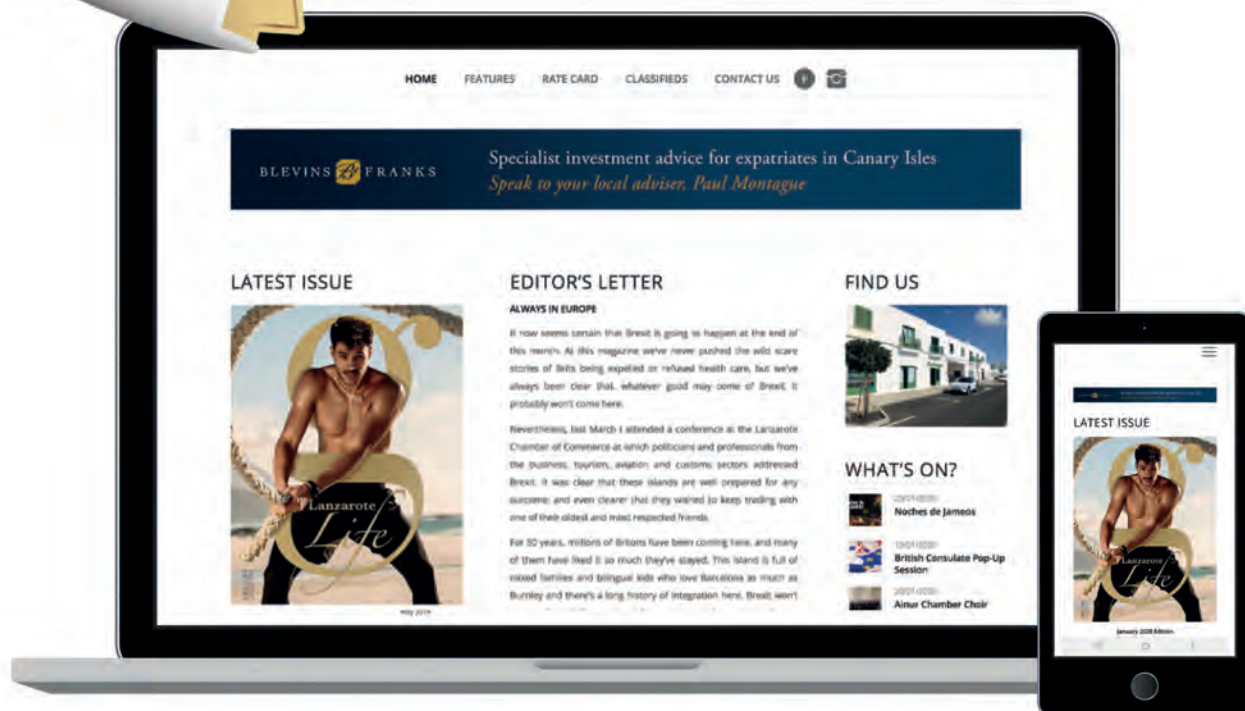 HOME FEATURES RATE CARD CLASSIFIEDS CONTACT US
BLEVINS FRANKS
Specialist investment advice for expatriates in Canary Isles
Speak to your local adviser, Paul Montague
LATEST ISSUE
Lanzarote
Life
May 2019
EDITOR'S LETTER
ALWAYS IN EUROPE
It now seems certain that Brexit is going to happen at the end of
this month. At this magazine we've never pushed the wild scare
stories of Brits being expelled or refused health care, but we've
always been clear that, whatever good may come of Brexit, it
probably won't come here.
Nevertheless, last March I attended a conference at the Lanzarote
Chamber of Commerce at which politicians and professionals from
the business, tourism, aviation and customs sectors addressed
Brexit. It was clear that these islands are well prepared for any
outcome, and even clearer that they wanted to keep trading with
one of their oldest and most respected friends.
For 50 years, millions of Britons have been coming here, and many
of them have liked it so much they've stayed. This island is full of
mixed families and bilingual kids who love Barcelona as much as
Burnley and there's a long history of integration here. Brexit won't
FIND US
WHAT'S ON?
Noches de Jameos
British Consulate Pop-Up
Session
Ainur Chamber Choir
LATEST ISSUE
Lanzarote
Life
January 2020 Edition